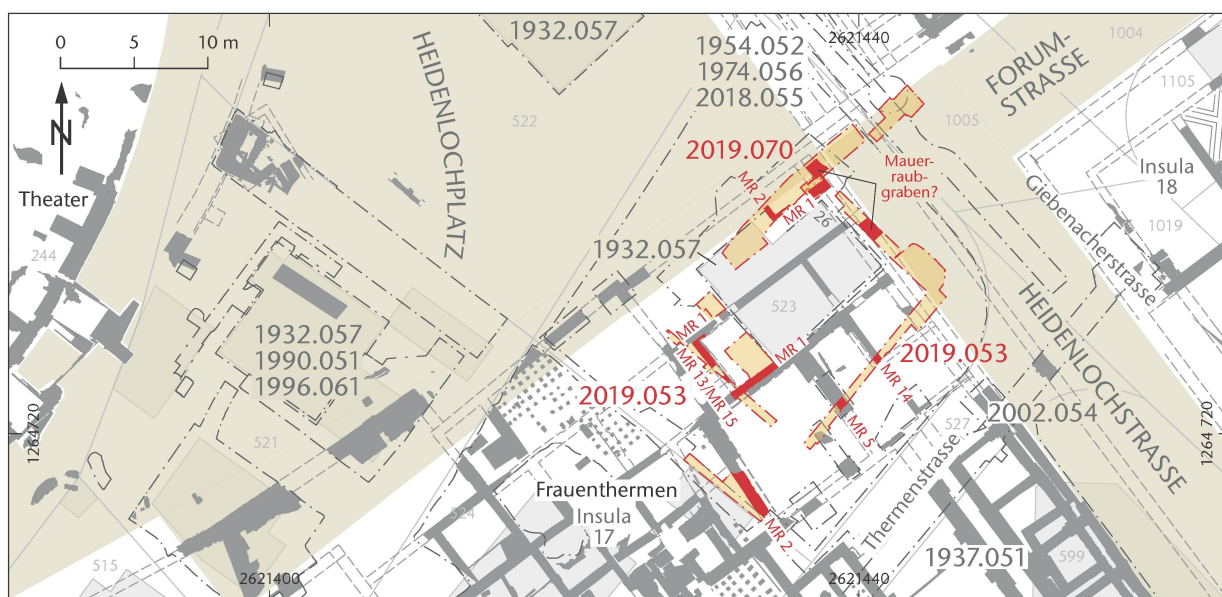 0 5 10 m
N
Theater
244
HEIDENLOCHPLATZ
1932.057
522
1954.052
1974.056
2018.055
2621440
FORUM-
STRASSE
1004
1105
1005
2019.070
Mauer-
raub-
graben?
MR 2
MR 1
26
Insula
18
1019
Giebenacherstrasse
1932.057
523
1932.057
1990.051
1996.061
MR 11
MR 1
MR 13/MR 15
2019.053
2019.053
MR 14
MR 5
HEIDENLOCHSTRASSE
1264720
521
527
2002.054
1264 720
Frauenthermen
Insula
17
524
MR 2
Thermenstrasse
1937.051
599
515
2621400
2621440